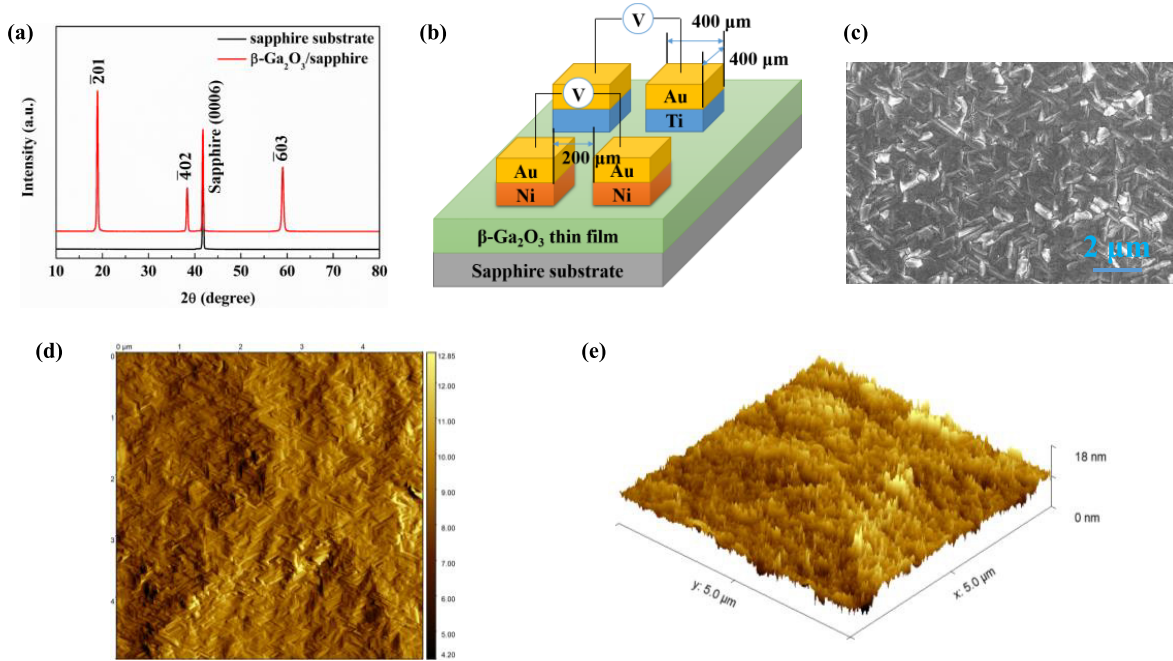 (a)
sapphire substrate
β-Ga₂O₃/sapphire
2̅01
4̅02
Sapphire (0006)
6̅03
Intensity (a.u.)
10 20 30 40 50 60 70 80
2θ (degree)
(b)
V
400 μm
400 μm
V
Au
Ti
200 μm
Au
Ni
Au
Ni
β-Ga₂O₃ thin film
Sapphire substrate
(c)
2 μm
(d)
0 μm 1 2 3 4
0
1
2
3
4
12.85
11.00
10.00
9.00
8.00
7.00
6.00
5.00
4.20
(e)
18 nm
0 nm
y: 5.0 μm
x: 5.0 μm